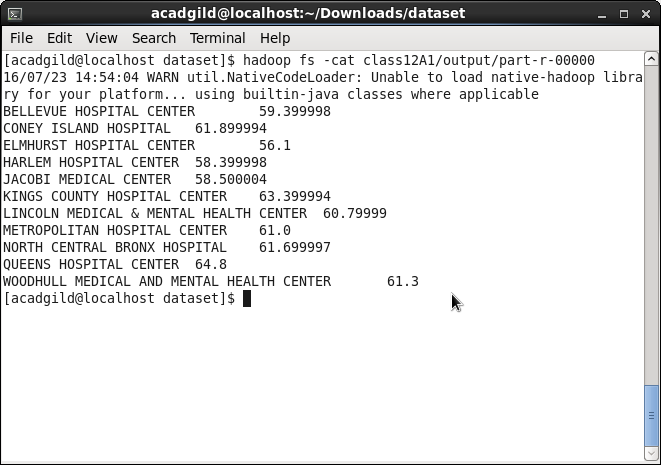 acadgild@localhost:~/Downloads/dataset
File Edit View Search Terminal Help
[acadgild@localhost dataset]$ hadoop fs -cat class12A1/output/part-r-00000
16/07/23 14:54:04 WARN util.NativeCodeLoader: Unable to load native-hadoop libra
ry for your platform... using builtin-java classes where applicable
BELLEVUE HOSPITAL CENTER 59.399998
CONEY ISLAND HOSPITAL 61.899994
ELMHURST HOSPITAL CENTER 56.1
HARLEM HOSPITAL CENTER 58.399998
JACOBI MEDICAL CENTER 58.500004
KINGS COUNTY HOSPITAL CENTER 63.399994
LINCOLN MEDICAL & MENTAL HEALTH CENTER 60.79999
METROPOLITAN HOSPITAL CENTER 61.0
NORTH CENTRAL BRONX HOSPITAL 61.699997
QUEENS HOSPITAL CENTER 64.8
WOODHULL MEDICAL AND MENTAL HEALTH CENTER 61.3
[acadgild@localhost dataset]$